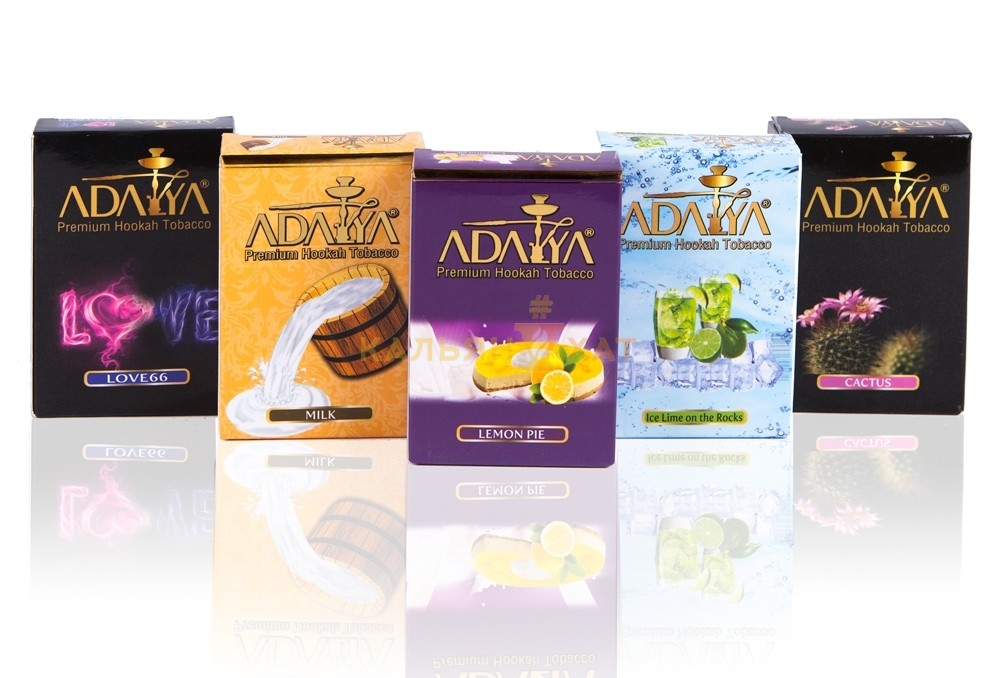 ADALYA®
Premium Hookah Tobacco
LOVE
LOVE66
ADALYA®
Premium Hookah Tobacco
MILK
ADALYA®
Premium Hookah Tobacco
LEMON PIE
ADALYA®
Premium Hookah Tobacco
Ice Lime on the Rocks
ADALYA®
Premium Hookah Tobacco
CACTUS